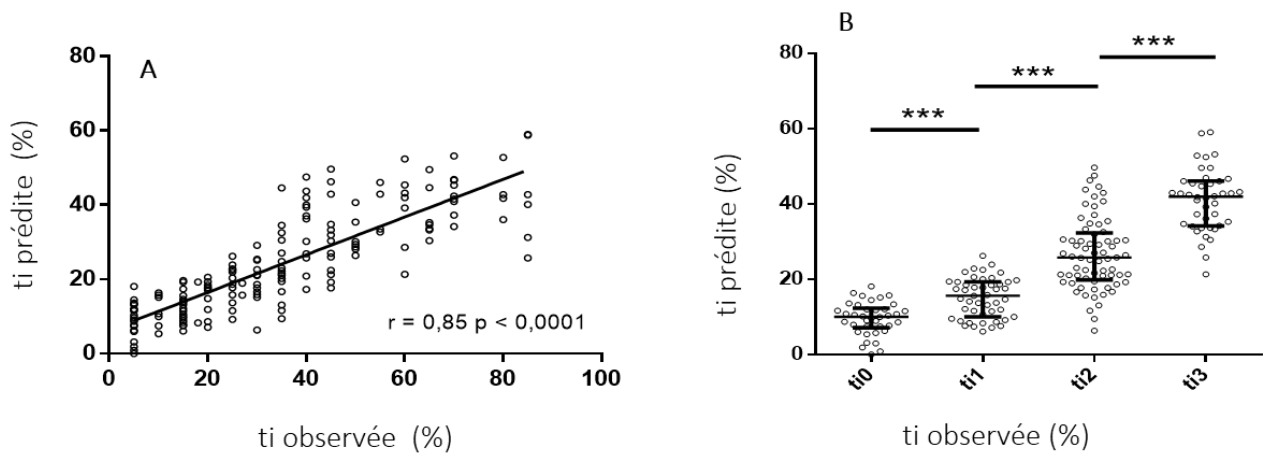 A
80
60
40
20
0
ti prédite (%)
0 20 40 60 80 100
ti observée (%)
r = 0,85 p < 0,0001
B
80
60
40
20
0
ti prédite (%)
***
***
***
ti0 ti1 ti2 ti3
ti observée (%)